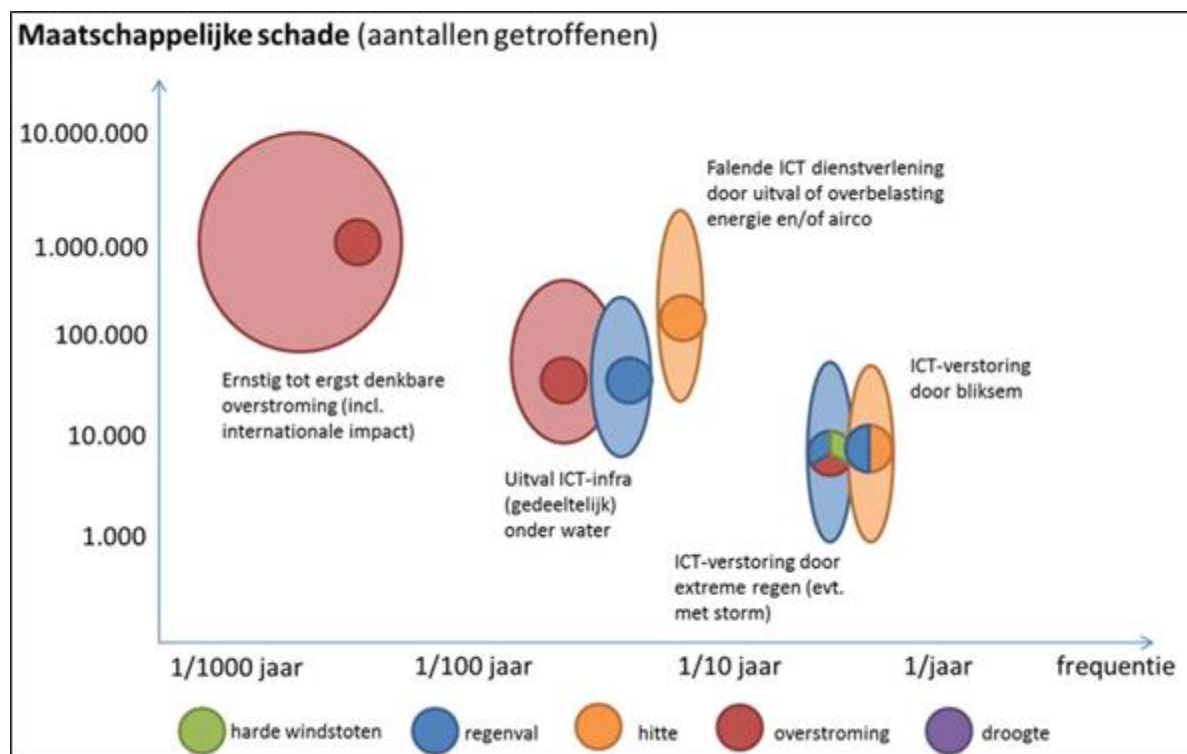 Maatschappelijke schade (aantallen getroffenen)
10.000.000
1.000.000
100.000
10.000
1.000
Falende ICT dienstverlening
door uitval of overbelasting
energie en/of airco
Ernstig tot ergst denkbare
overstroming (incl.
internationale impact)
ICT-verstoring
door bliksem
Uitval ICT-infra
(gedeeltelijk)
onder water
ICT-verstoring door
extreme regen (evt.
met storm)
1/1000 jaar
1/100 jaar
1/10 jaar
1/jaar
frequentie
harde windstoten
regenval
hitte
overstroming
droogte